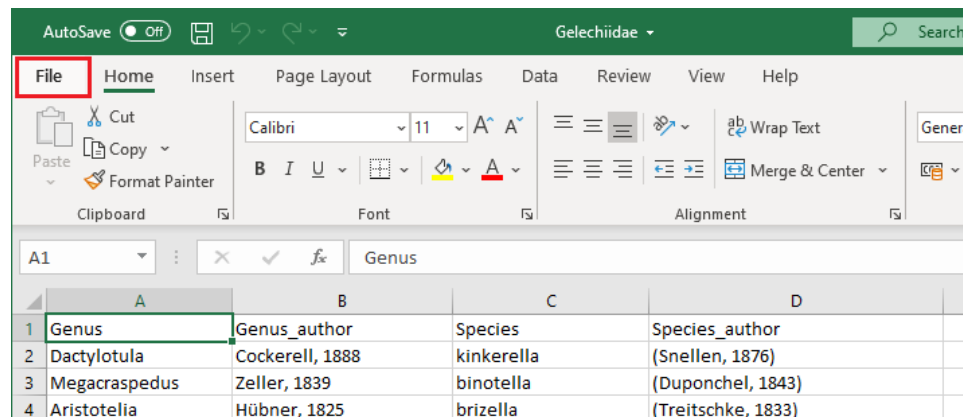 AutoSave Off Gelechiidae Search
File Home Insert Page Layout Formulas Data Review View Help
Paste
Cut
Copy
Format Painter
Calibri 11 A A
ab Wrap Text
Gener
B I U A
Merge & Center
Clipboard Font Alignment
A1 fx Genus
A B C D
1 Genus Genus_author Species Species_author
2 Dactylotula Cockerell, 1888 kinkerella (Snellen, 1876)
3 Megacraspedus Zeller, 1839 binotella (Duponchel, 1843)
4 Aristotelia Hübner, 1825 brizella (Treitschke, 1833)